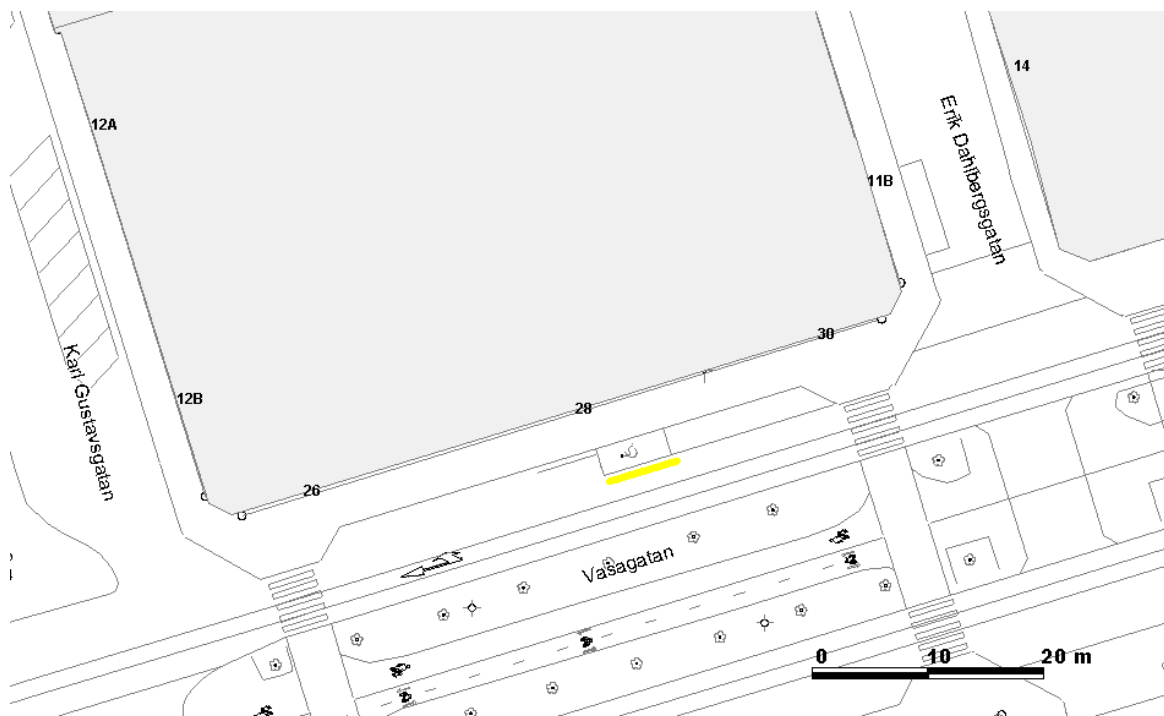 14
12A
Erik Dahlbergsgatan
11B
30
Karl Gustavsgatan
12B
28
26
Vasagatan
0 10 20 m